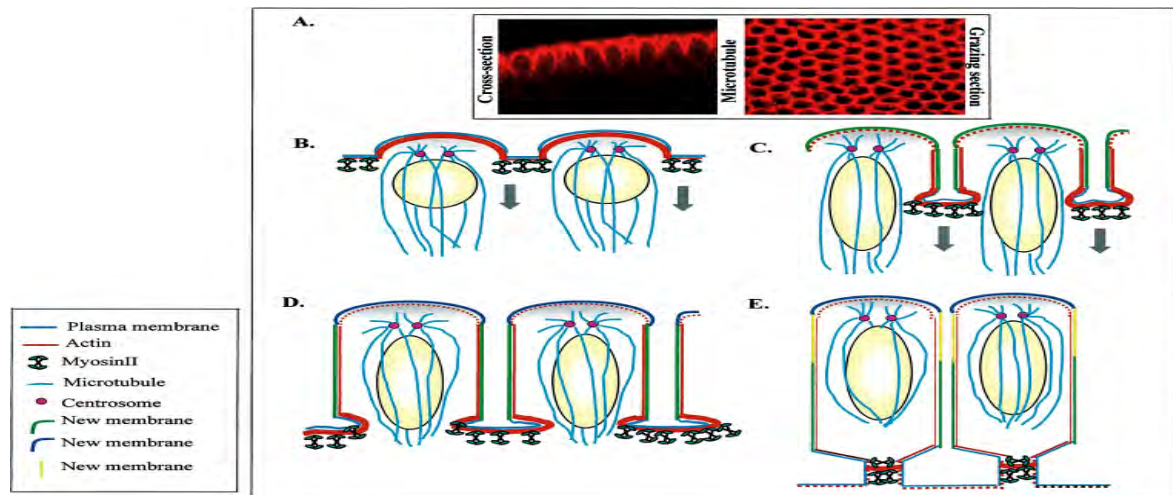 A.
Cross-section
Microtubule
Grazing section
B.
C.
D.
E.
Plasma membrane
Actin
MyosinII
Microtubule
Centrosome
New membrane
New membrane
New membrane